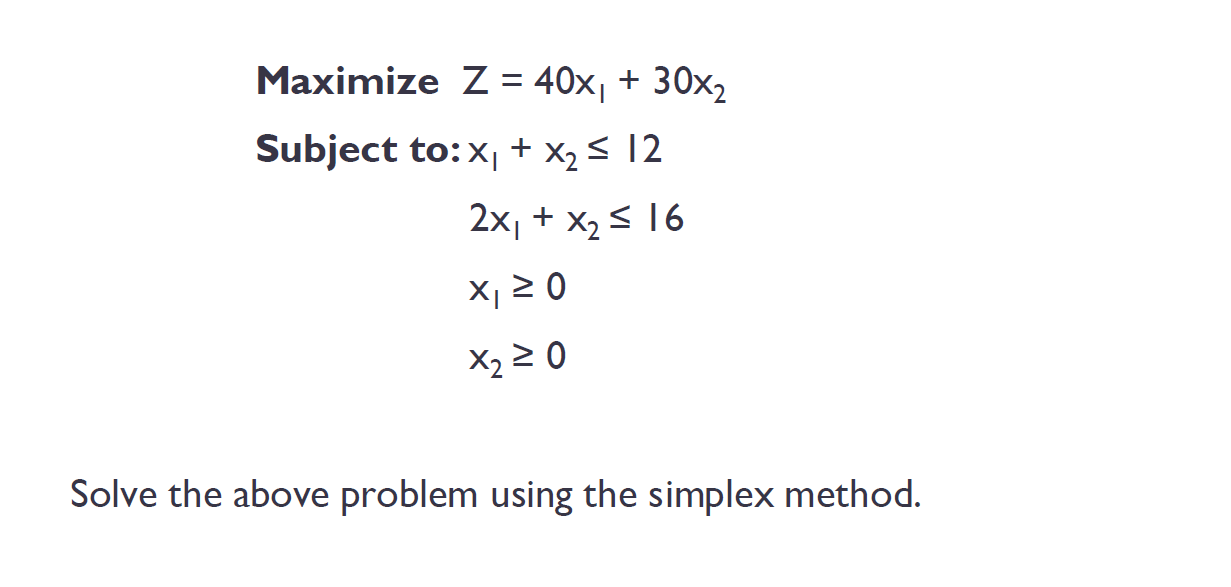 Maximize Z = 40x₁ + 30x₂
Subject to: x₁ + x₂ ≤ 12
2x₁ + x₂ ≤ 16
x₁ ≥ 0
x₂ ≥ 0
Solve the above problem using the simplex method.